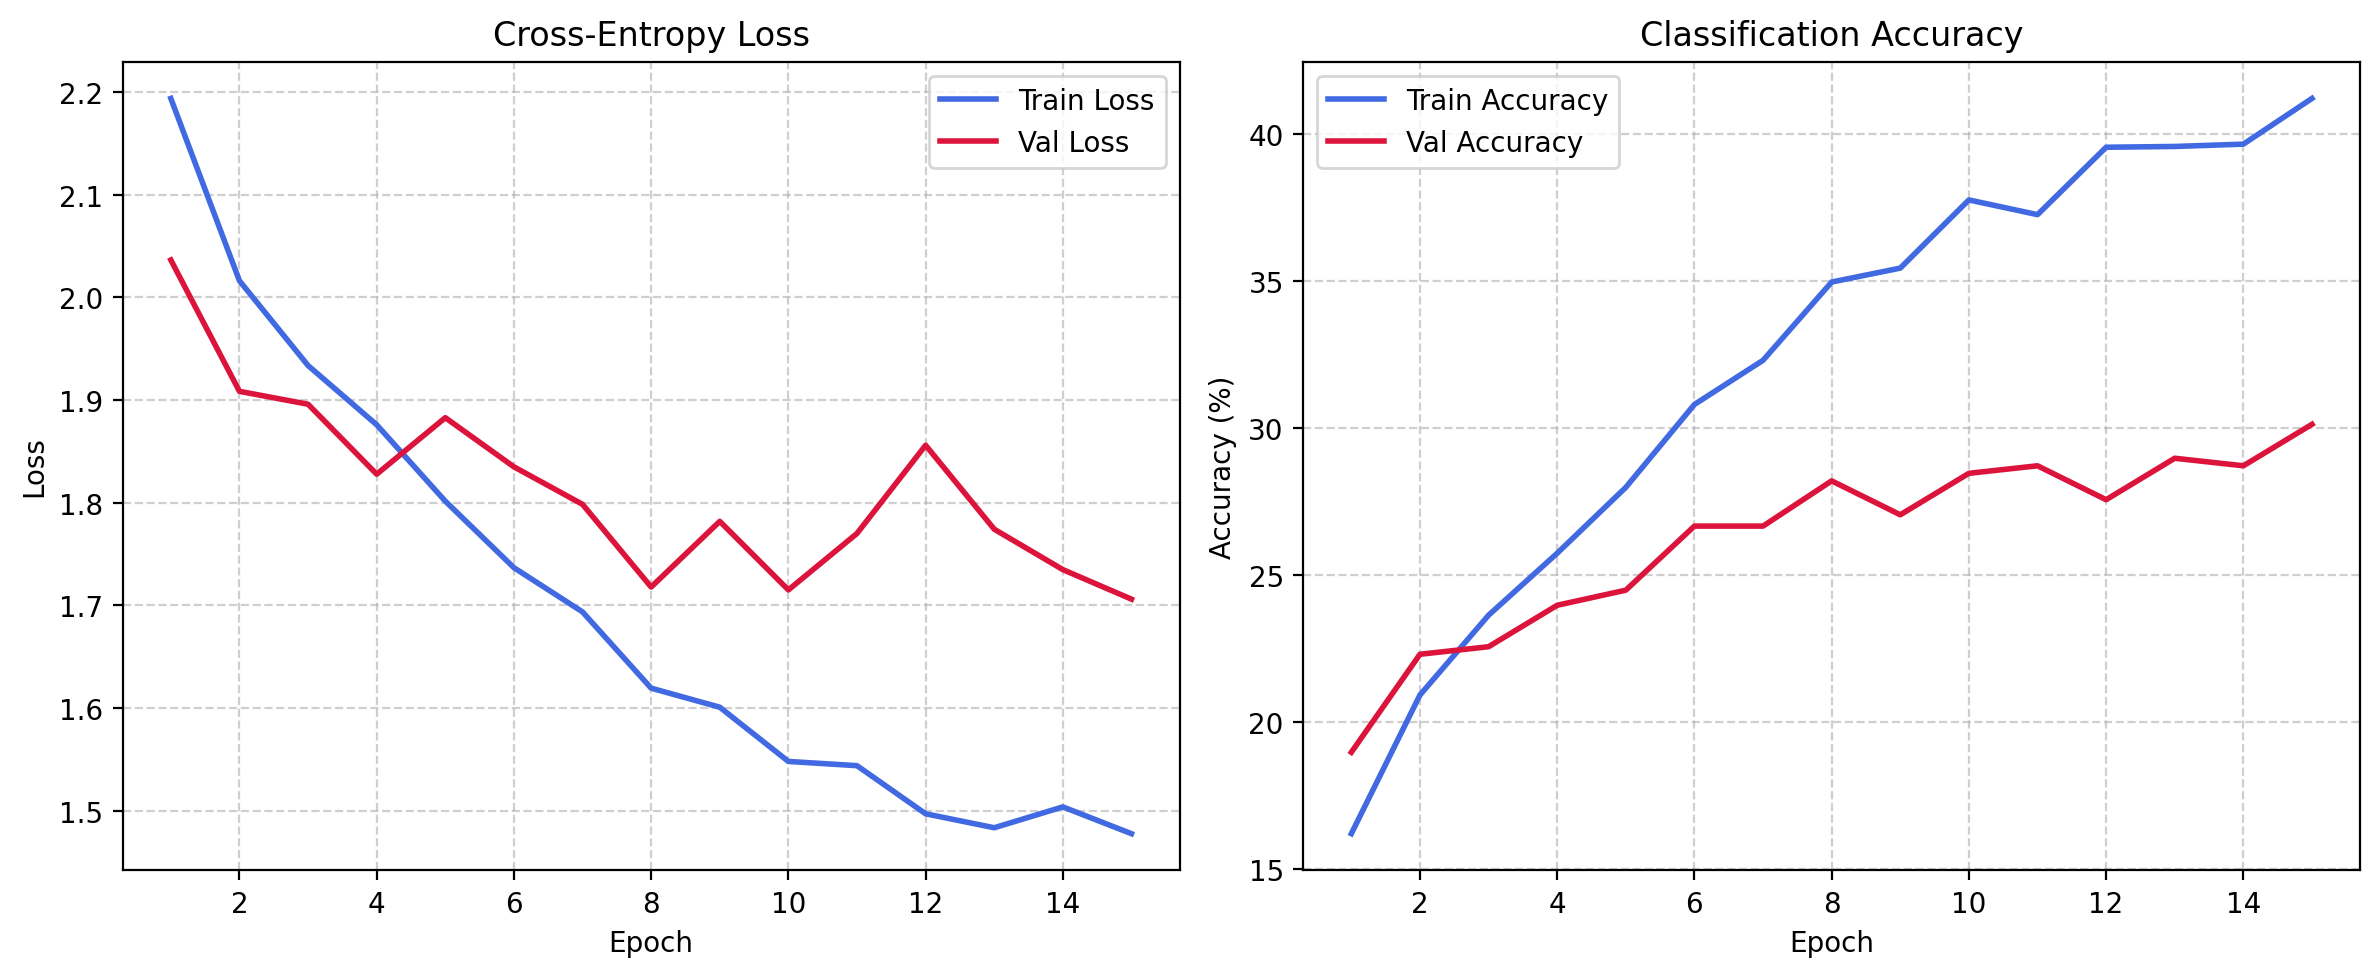 Cross-Entropy Loss
Train Loss
Val Loss
2.2
2.1
2.0
1.9
1.8
1.7
1.6
1.5
Loss
2 4 6 8 10 12 14
Epoch
Classification Accuracy
Train Accuracy
Val Accuracy
40
35
30
25
20
15
Accuracy (%)
2 4 6 8 10 12 14
Epoch